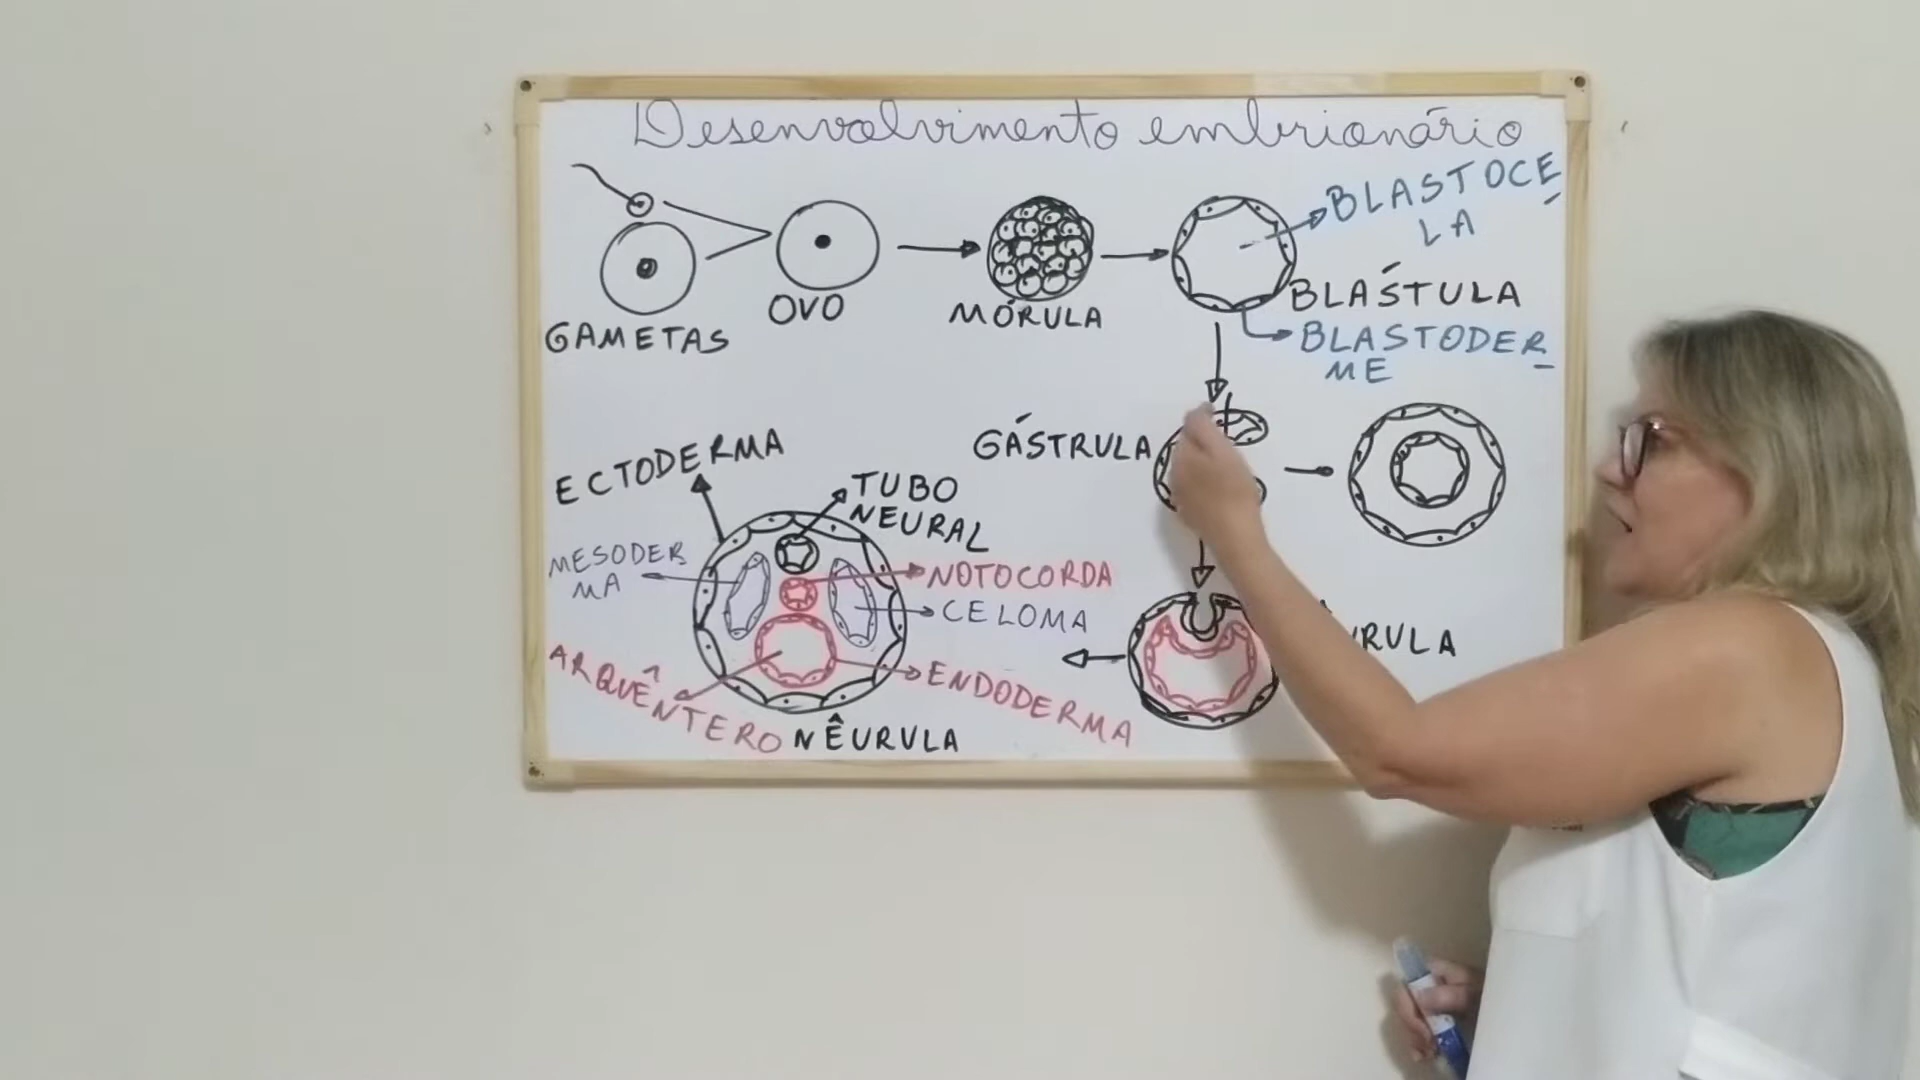 Desenvolvimento embrionário
BLASTOCE
LA
GAMETAS
OVO
MÓRULA
BLÁSTULA
BLASTODER
ME
GÁSTRULA
ECTODERMA
TUBO
NEURAL
MESODER
MA
NOTOCORDA
CELOMA
ARQUÊNTERO
ENDODERMA
NÊURULA